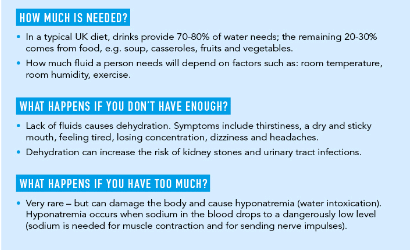 HOW MUCH IS NEEDED?
• In a typical UK diet, drinks provide 70-80% of water needs; the remaining 20-30%
comes from food, e.g. soup, casseroles, fruits and vegetables.
• How much fluid a person needs will depend on factors such as: room temperature,
room humidity, exercise.
WHAT HAPPENS IF YOU DON'T HAVE ENOUGH?
• Lack of fluids causes dehydration. Symptoms include thirstiness, a dry and sticky
mouth, feeling tired, losing concentration, dizziness and headaches.
• Dehydration can increase the risk of kidney stones and urinary tract infections.
WHAT HAPPENS IF YOU HAVE TOO MUCH?
• Very rare – but can damage the body and cause hyponatremia (water intoxication).
Hyponatremia occurs when sodium in the blood drops to a dangerously low level
(sodium is needed for muscle contraction and for sending nerve impulses).